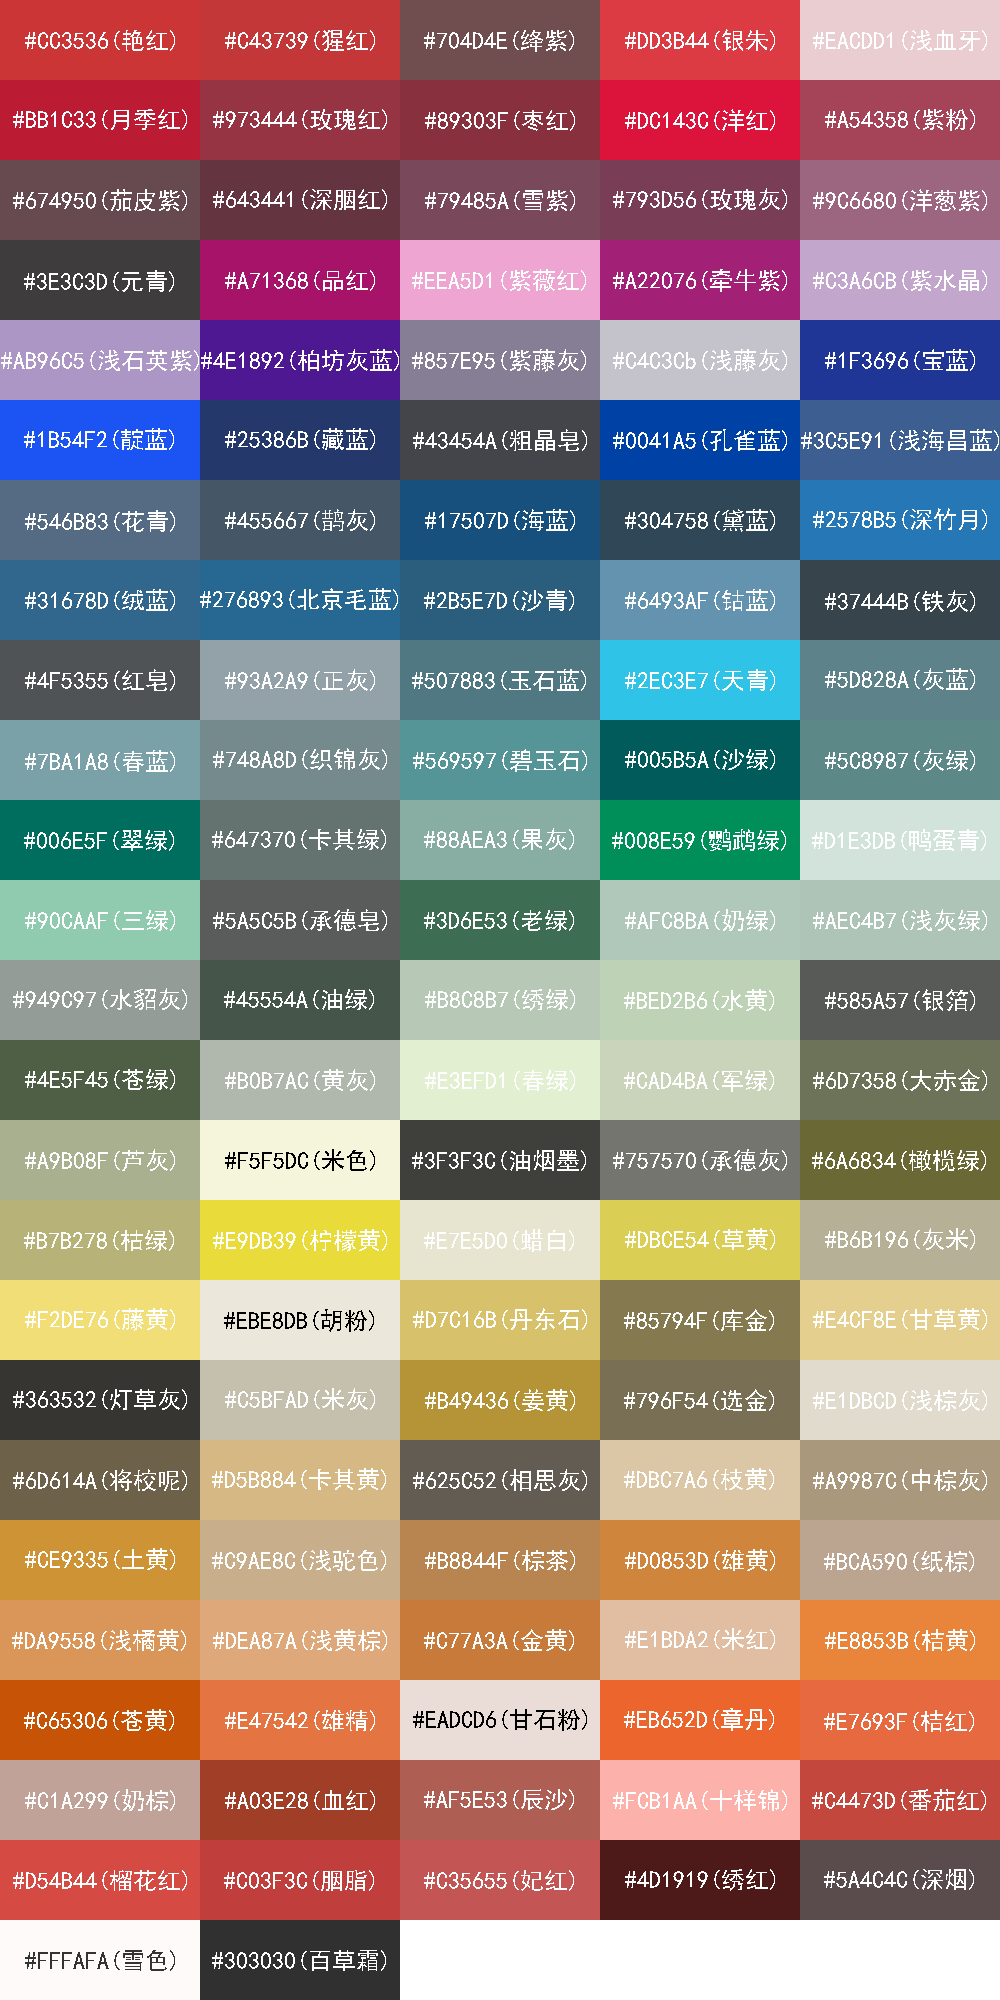 #CC3536(艳红) #C43739(猩红) #704D4E(绛紫) #DD3B44(银朱) #EACDD1(浅血牙)
#BB1C33(月季红) #973444(玫瑰红) #89303F(枣红) #DC143C(洋红) #A54358(紫粉)
#674950(茄皮紫) #643441(深胭红) #79485A(雪紫) #793D56(玫瑰灰) #9C6680(洋葱紫)
#3E3C3D(元青) #A71368(品红) #EEA5D1(紫薇红) #A22076(牵牛紫) #C3A6CB(紫水晶)
#AB96C5(浅石英紫) #4E1892(柏坊灰蓝) #857E95(紫藤灰) #C4C3Cb(浅藤灰) #1F3696(宝蓝)
#1B54F2(靛蓝) #25386B(藏蓝) #43454A(粗晶皂) #0041A5(孔雀蓝) #3C5E91(浅海昌蓝)
#546B83(花青) #455667(鹊灰) #17507D(海蓝) #304758(黛蓝) #2578B5(深竹月)
#31678D(绒蓝) #276893(北京毛蓝) #2B5E7D(沙青) #6493AF(钴蓝) #37444B(铁灰)
#4F5355(红皂) #93A2A9(正灰) #507883(玉石蓝) #2EC3E7(天青) #5D828A(灰蓝)
#7BA1A8(春蓝) #748A8D(织锦灰) #569597(碧玉石) #005B5A(沙绿) #5C8987(灰绿)
#006E5F(翠绿) #647370(卡其绿) #88AEA3(果灰) #008E59(鹦鹉绿) #D1E3DB(鸭蛋青)
#90CAAF(三绿) #5A5C5B(承德皂) #3D6E53(老绿) #AFC8BA(奶绿) #AEC4B7(浅灰绿)
#949C97(水貂灰) #45554A(油绿) #B8C8B7(绣绿) #BED2B6(水黄) #585A57(银箔)
#4E5F45(苍绿) #B0B7AC(黄灰) #E3EFD1(春绿) #CAD4BA(军绿) #6D7358(大赤金)
#A9B08F(芦灰) #F5F5DC(米色) #3F3F3C(油烟墨) #757570(承德灰) #6A6834(橄榄绿)
#B7B278(枯绿) #E9DB39(柠檬黄) #E7E5D0(蜡白) #DBCE54(草黄) #B6B196(灰米)
#F2DE76(藤黄) #EBE8DB(胡粉) #D7C16B(丹东石) #85794F(库金) #E4CF8E(甘草黄)
#363532(灯草灰) #C5BFAD(米灰) #B49436(姜黄) #796F54(选金) #E1DBCD(浅棕灰)
#6D614A(将校呢) #D5B884(卡其黄) #625C52(相思灰) #DBC7A6(枝黄) #A9987C(中棕灰)
#CE9335(土黄) #C9AE8C(浅驼色) #B8844F(棕茶) #D0853D(雄黄) #BCA590(纸棕)
#DA9558(浅橘黄) #DEA87A(浅黄棕) #C77A3A(金黄) #E1BDA2(米红) #E8853B(桔黄)
#C65306(苍黄) #E47542(雄精) #EADCD6(甘石粉) #EB652D(章丹) #E7693F(桔红)
#C1A299(奶棕) #A03E28(血红) #AF5E53(辰沙) #FCB1AA(十样锦) #C4473D(番茄红)
#D54B44(榴花红) #C03F3C(胭脂) #C35655(妃红) #4D1919(绣红) #5A4C4C(深烟)
#FFFAFA(雪色) #303030(百草霜)